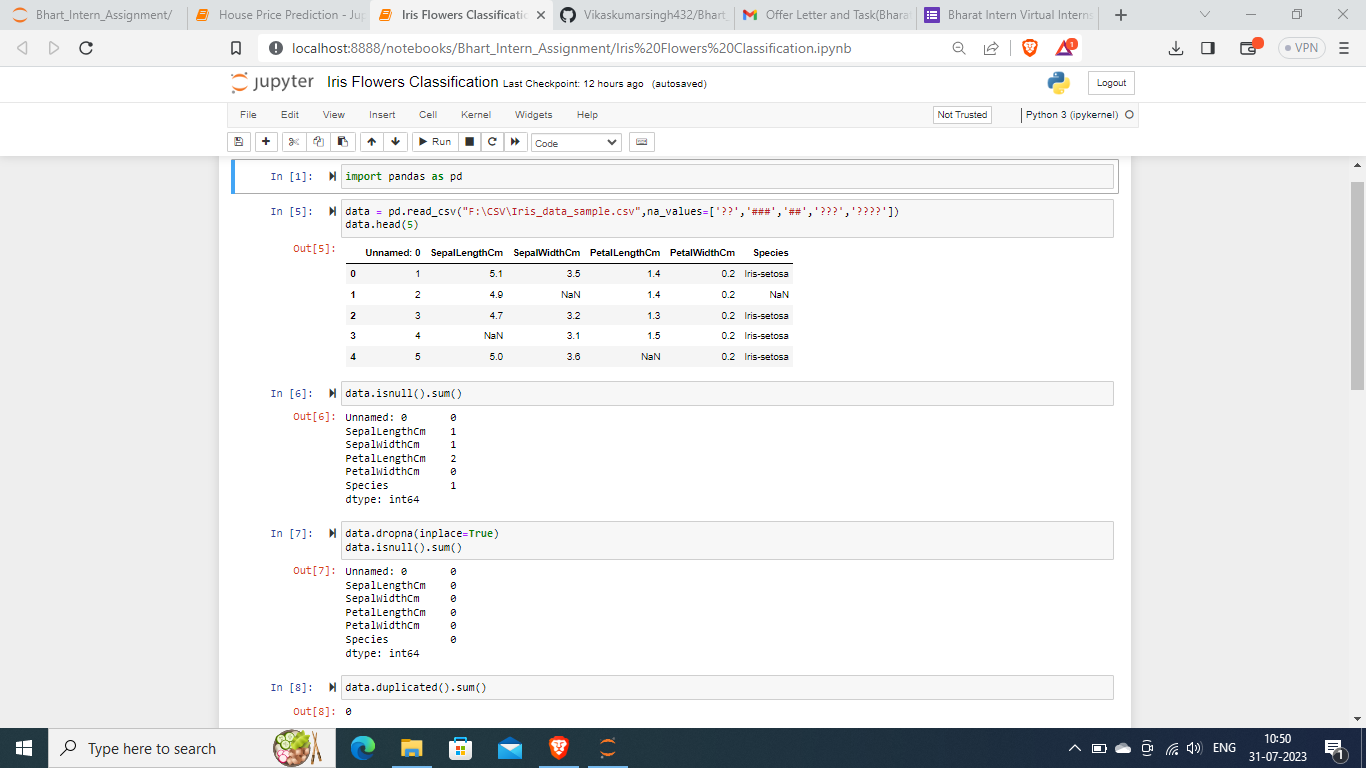 Bhart_Intern_Assignment/
House Price Prediction - Jup
Iris Flowers Classificatio
Vikaskumarsingh432/Bhart_
Offer Letter and Task(Bhara
Bharat Intern Virtual Interns
localhost:8888/notebooks/Bhart_Intern_Assignment/Iris%20Flowers%20Classification.ipynb
1
VPN
jupyter Iris Flowers Classification Last Checkpoint: 12 hours ago (autosaved)
Logout
File Edit View Insert Cell Kernel Widgets Help
Not Trusted
Python 3 (ipykernel)
Run
Code
In [1]: import pandas as pd
In [5]: data = pd.read_csv("F:\CSV\Iris_data_sample.csv",na_values=['??','###','##','???','????'])
data.head(5)
Out[5]:
Unnamed: 0 SepalLengthCm SepalWidthCm PetalLengthCm PetalWidthCm Species
0 1 5.1 3.5 1.4 0.2 Iris-setosa
1 2 4.9 NaN 1.4 0.2 NaN
2 3 4.7 3.2 1.3 0.2 Iris-setosa
3 4 NaN 3.1 1.5 0.2 Iris-setosa
4 5 5.0 3.6 NaN 0.2 Iris-setosa
In [6]: data.isnull().sum()
Out[6]: Unnamed: 0 0
SepalLengthCm 1
SepalWidthCm 1
PetalLengthCm 2
PetalWidthCm 0
Species 1
dtype: int64
In [7]: data.dropna(inplace=True)
data.isnull().sum()
Out[7]: Unnamed: 0 0
SepalLengthCm 0
SepalWidthCm 0
PetalLengthCm 0
PetalWidthCm 0
Species 0
dtype: int64
In [8]: data.duplicated().sum()
Out[8]: 0
Type here to search
ENG
10:50
31-07-2023
1